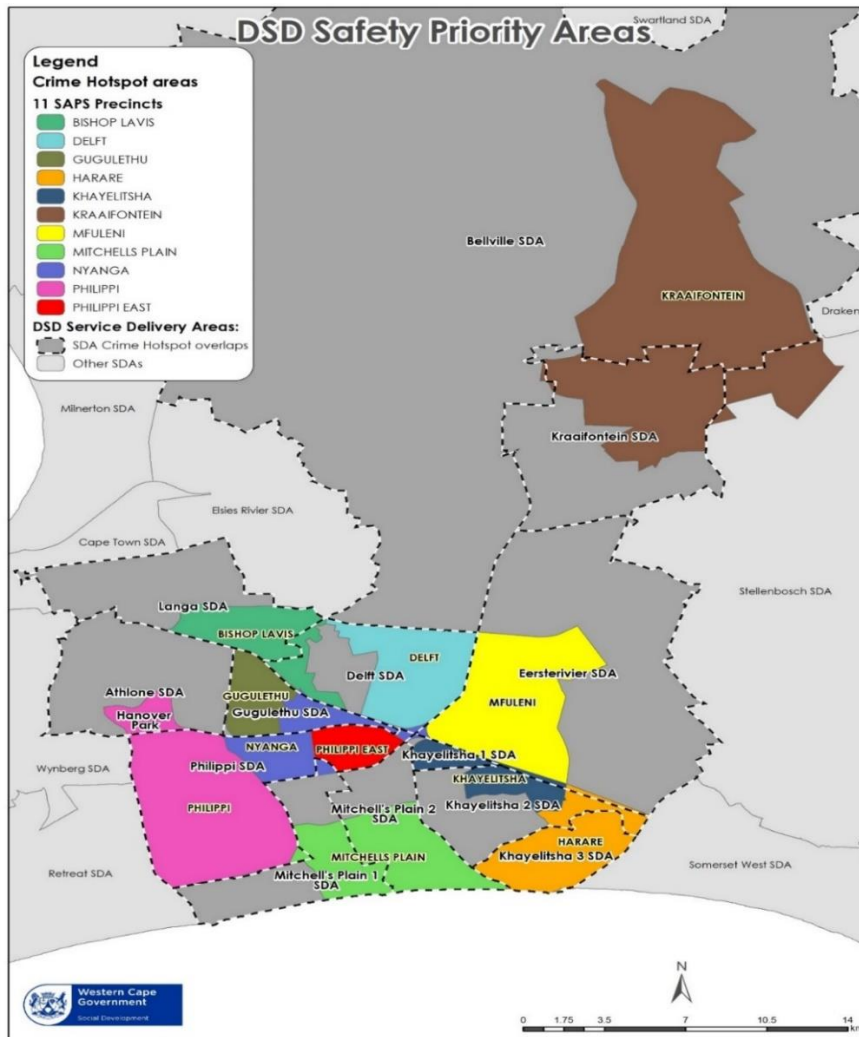 DSD Safety Priority Areas
Swartland SDA
Legend
Crime Hotspot areas
11 SAPS Precincts
BISHOP LAVIS
DELFT
GUGULETHU
HARARE
KHAYELITSHA
KRAAIFONTEIN
MFULENI
MITCHELLS PLAIN
NYANGA
PHILIPPI
PHILIPPI EAST
DSD Service Delivery Areas:
SDA Crime Hotspot overlaps
Other SDAs
Bellville SDA
KRAAIFONTEIN
Draken
Milnerton SDA
Kraaifontein SDA
Elsies Rivier SDA
Cape Town SDA
Stellenbosch SDA
Langa SDA
BISHOP LAVIS
DELFT
Delft SDA
Eersterivier SDA
Athlone SDA
GUGULETHU
MFULENI
Hanover
Park
Gugulethu SDA
NYANGA
PHILIPPI EAST
Khayelitsha 1 SDA
Wynberg SDA
Philippi SDA
KHAYELITSHA
PHILIPPI
Mitchell's Plain 2
SDA
Khayelitsha 2 SDA
HARARE
MITCHELLS PLAIN
Khayelitsha 3 SDA
Retreat SDA
Mitchell's Plain 1
SDA
Somerset West SDA
Western Cape
Government
Social Development
N
0 1.75 3.5 7 10.5 14
km